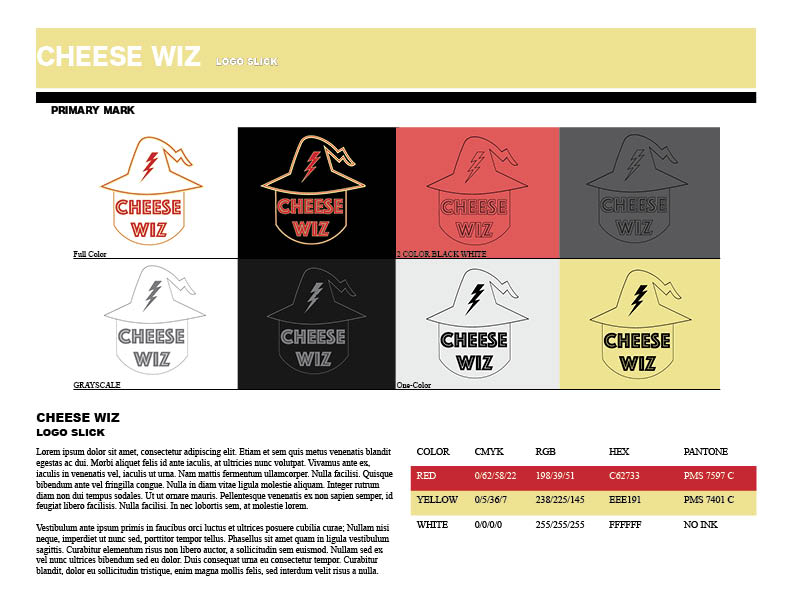 CHEESE WIZ LOGO SLICK
PRIMARY MARK
CHEESE
WIZ
CHEESE
WIZ
CHEESE
WIZ
CHEESE
WIZ
Full Color
2 COLOR BLACK WHITE
CHEESE
WIZ
CHEESE
WIZ
CHEESE
WIZ
CHEESE
WIZ
GRAYSCALE
One-Color
CHEESE WIZ
LOGO SLICK
Lorem ipsum dolor sit amet, consectetur adipiscing elit. Etiam et sem quis metus venenatis blandit
egestas ac dui. Morbi aliquet felis id ante iaculis, at ultricies nunc volutpat. Vivamus ante ex,
iaculis in venenatis vel, iaculis ut urna. Nam mattis fermentum ullamcorper. Nulla facilisi. Quisque
bibendum ante vel fringilla congue. Nulla in diam vitae ligula molestie aliquam. Integer rutrum
diam non dui tempus sodales. Ut ut ornare mauris. Pellentesque venenatis ex non sapien semper, id
feugiat libero facilisis. Nulla facilisi. In nec lobortis sem, at molestie lorem.
Vestibulum ante ipsum primis in faucibus orci luctus et ultrices posuere cubilia curae; Nullam nisi
neque, imperdiet ut nunc sed, porttitor tempor tellus. Phasellus sit amet quam in ligula vestibulum
sagittis. Curabitur elementum risus non libero auctor, a sollicitudin sem euismod. Nullam sed ex
vel nunc ultrices bibendum sed eu dolor. Duis consequat urna eu consectetur tempor. Curabitur
blandit, dolor eu sollicitudin tristique, enim magna mollis felis, sed interdum velit risus a nulla.
COLOR CMYK RGB HEX PANTONE
RED 0/62/58/22 198/39/51 C62733 PMS 7597 C
YELLOW 0/5/36/7 238/225/145 EEE191 PMS 7401 C
WHITE 0/0/0/0 255/255/255 FFFFFF NO INK